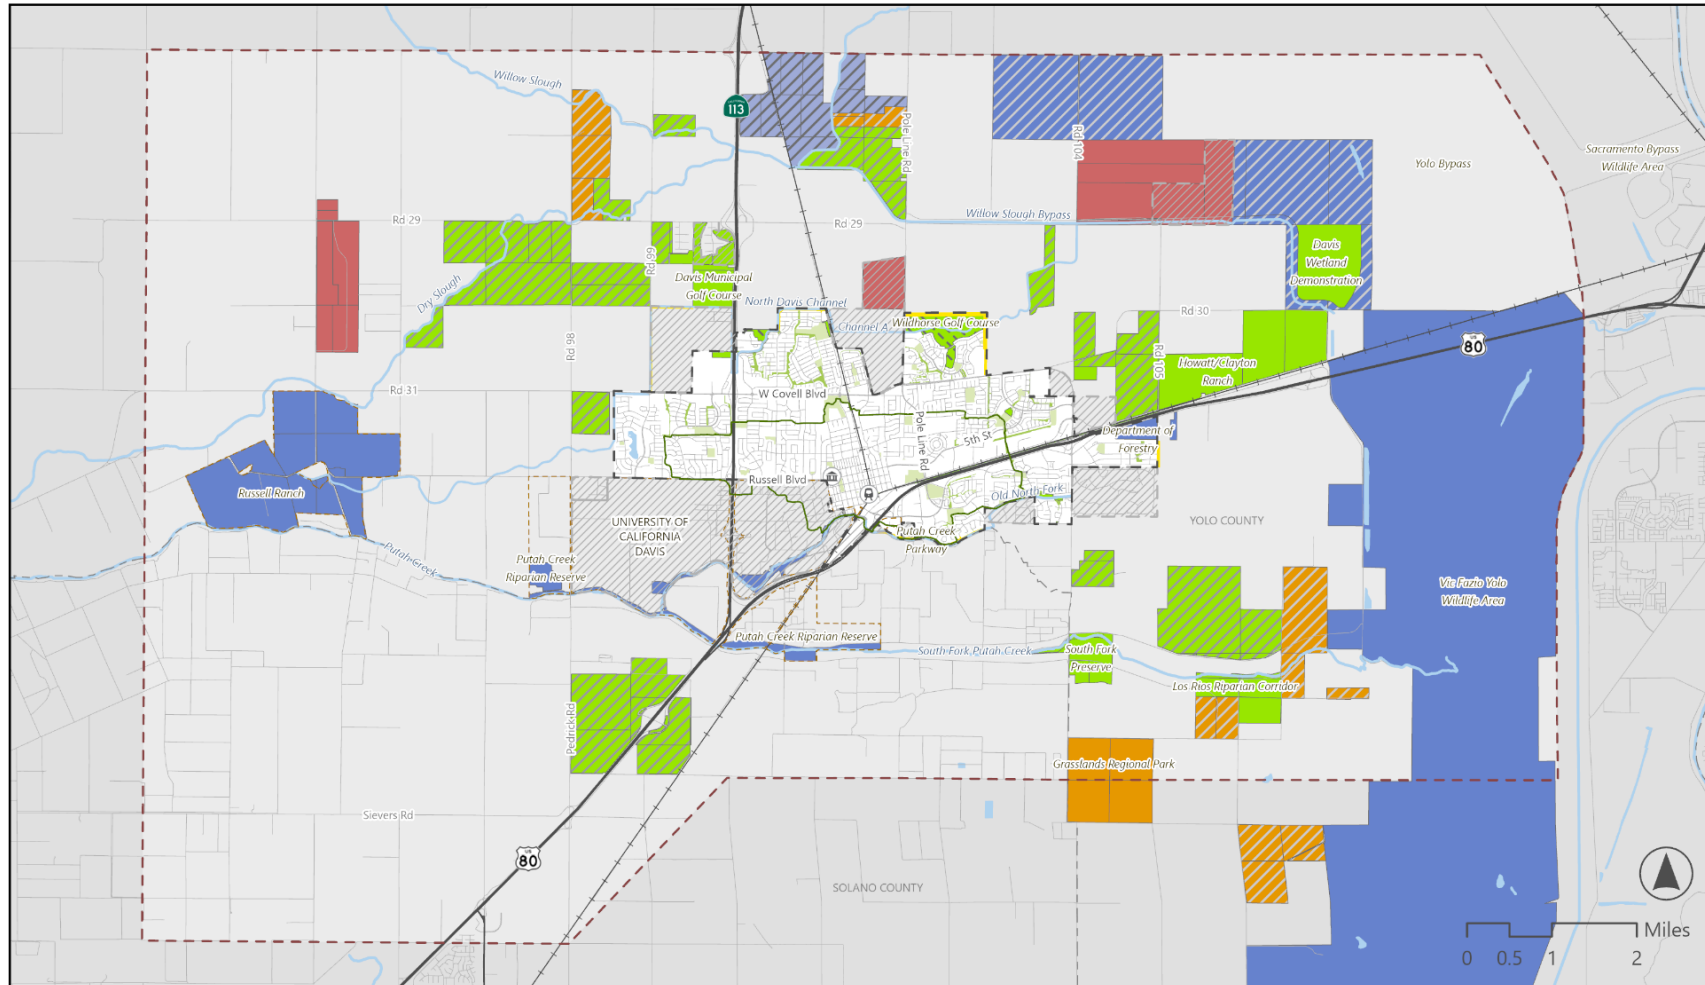 Willow Slough
113
Pole Line Rd
Rd 104
Yolo Bypass
Sacramento Bypass
Wildlife Area
Rd 29
Rd 29
Willow Slough Bypass
Rd 99
Davis
Wetland
Demonstration
Dry Slough
Davis Municipal
Golf Course
North Davis Channel
Channel A
Wildhorse Golf Course
Rd 30
Rd 98
Rd 105
US
80
Howatt/Clayton
Ranch
Rd 31
W Covell Blvd
Pole Line Rd
5th St
Department of
Forestry
Russell Blvd
Russell Ranch
Old North Fork
UNIVERSITY OF
CALIFORNIA
DAVIS
YOLO COUNTY
Putah Creek
Parkway
Putah Creek
Putah Creek
Riparian Reserve
Vic Fazio Yolo
Wildlife Area
Putah Creek Riparian Reserve
South Fork Putah Creek
South Fork
Preserve
Los Rios Riparian Corridor
Pedrick Rd
Grasslands Regional Park
Sievers Rd
US
80
SOLANO COUNTY
Miles
0 0.5 1 2